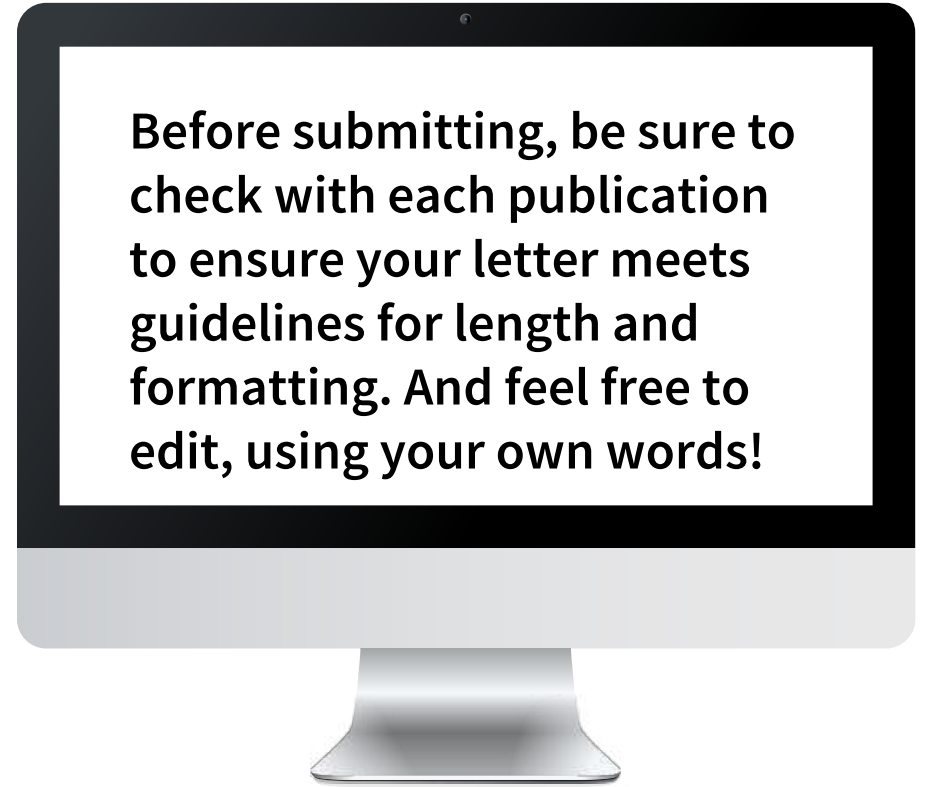 Before submitting, be sure to
check with each publication
to ensure your letter meets
guidelines for length and
formatting. And feel free to
edit, using your own words!